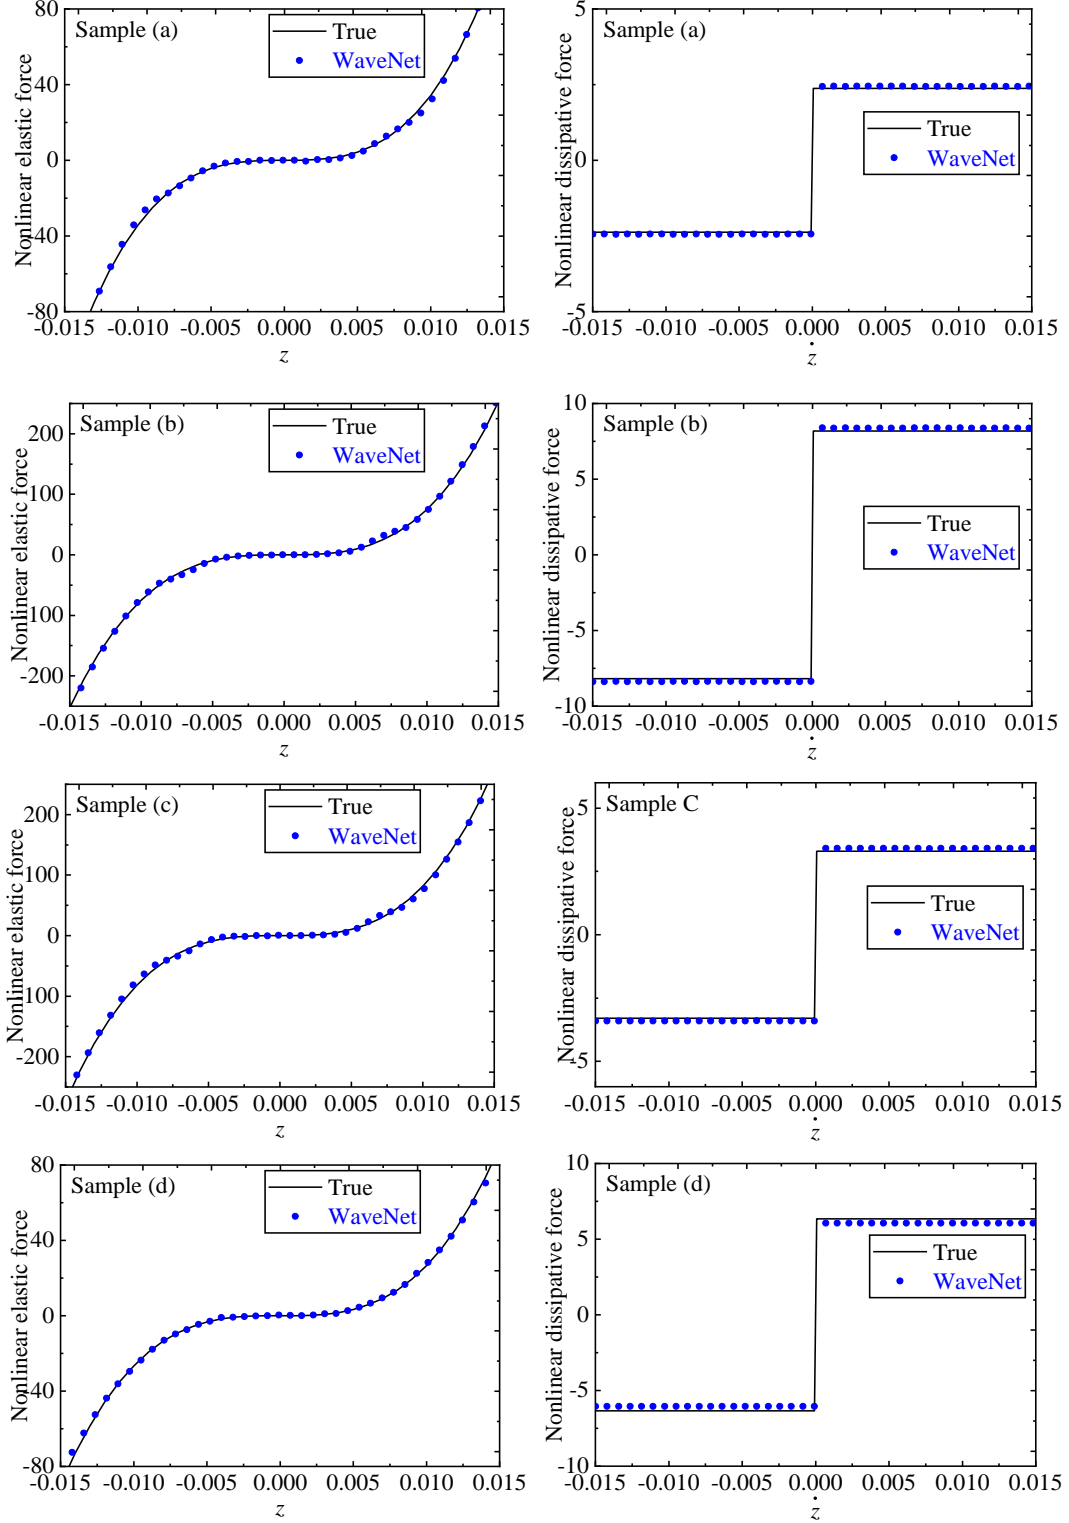 Nonlinear elastic force
80
40
0
-40
-80
Sample (a)
True
WaveNet
-0.015 -0.010 -0.005 0.000 0.005 0.010 0.015
z
Nonlinear dissipative force
5
0
-5
Sample (a)
True
WaveNet
-0.015 -0.010 -0.005 0.000 0.005 0.010 0.015
ż
Nonlinear elastic force
200
100
0
100
-200
Sample (b)
True
WaveNet
-0.015 -0.010 -0.005 0.000 0.005 0.010 0.015
z
Nonlinear dissipative force
10
5
0
-5
-10
Sample (b)
True
WaveNet
-0.015 -0.010 -0.005 0.000 0.005 0.010 0.015
ż
Nonlinear elastic force
200
100
0
100
-200
Sample (c)
True
WaveNet
-0.015 -0.010 -0.005 0.000 0.005 0.010 0.015
z
Nonlinear dissipative force
5
0
-5
Sample C
True
WaveNet
-0.015 -0.010 -0.005 0.000 0.005 0.010 0.015
ż
Nonlinear elastic force
80
40
0
-40
-80
Sample (d)
True
WaveNet
-0.015 -0.010 -0.005 0.000 0.005 0.010 0.015
z
Nonlinear dissipative force
10
5
0
-5
-10
Sample (d)
True
WaveNet
-0.015 -0.010 -0.005 0.000 0.005 0.010 0.015
ż